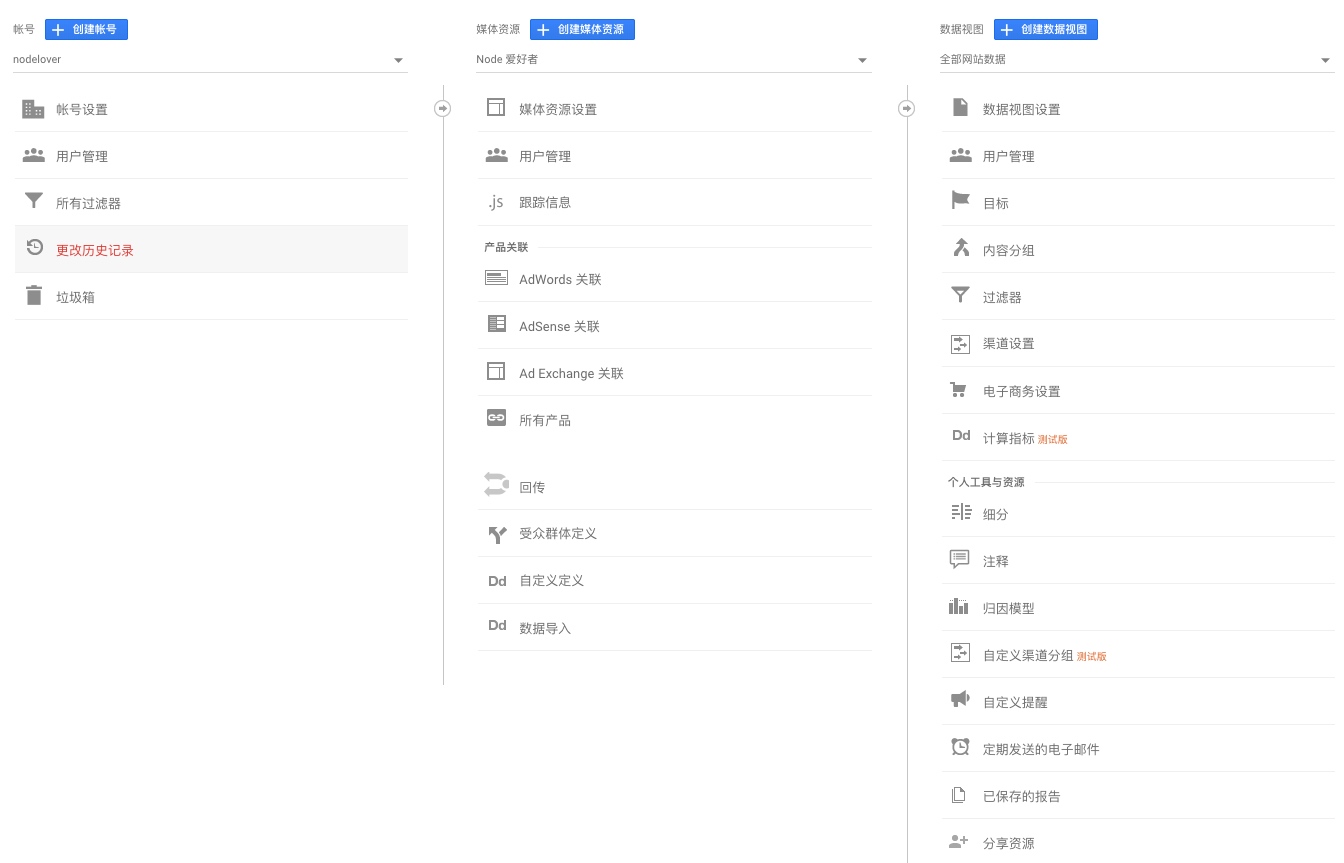 帐号
创建帐号
nodelover
帐号设置
用户管理
所有过滤器
更改历史记录
垃圾箱
媒体资源
创建媒体资源
Node 爱好者
媒体资源设置
用户管理
.js 跟踪信息
产品关联
AdWords 关联
AdSense 关联
Ad Exchange 关联
所有产品
回传
受众群体定义
Dd 自定义定义
Dd 数据导入
数据视图
创建数据视图
全部网站数据
数据视图设置
用户管理
目标
内容分组
过滤器
渠道设置
电子商务设置
Dd 计算指标 测试版
个人工具与资源
细分
注释
归因模型
自定义渠道分组 测试版
自定义提醒
定期发送的电子邮件
已保存的报告
分享资源